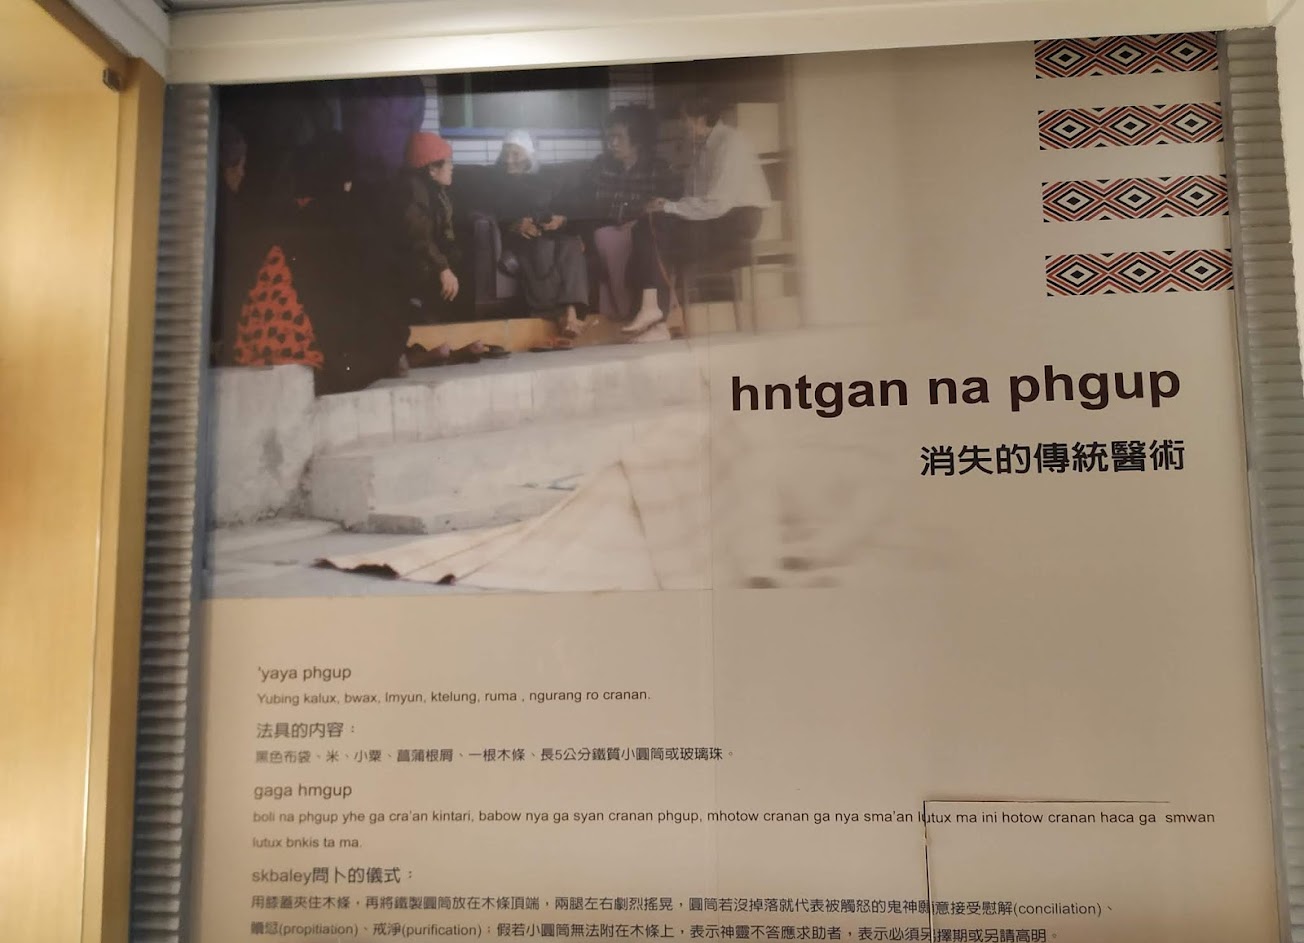 hntgan na phgup
消失的傳統醫術
'yaya phgup
Yubing kalux, bwax, lmyun, ktelung, ruma , ngurang ro cranan.
法具的內容：
黑色布袋、米、小粟、菖蒲根屑、一根木條、長5公分鐵質小圓筒或玻璃珠。
gaga hmgup
boli na phgup yhe ga cra'an kintari, babow nya ga syan cranan phgup, mhotow cranan ga nya sma'an lutux ma ini hotow cranan haca ga smwan
lutux bnkis ta ma.
skbaley問卜的儀式：
用膝蓋夾住木條，再將鐵製圓筒放在木條頂端，兩腿左右劇烈搖晃，圓筒若沒掉落就代表被觸怒的鬼神願意接受慰解(conciliation)、
贖愆(propitiation)、戒淨(purification)；假若小圓筒無法附在木條上，表示神靈不答應求助者，表示必須另擇期或另請高明。